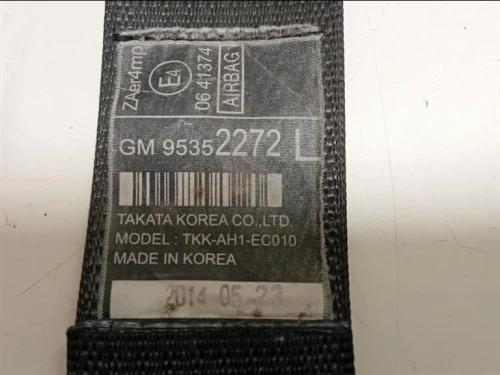 ZAer4mp
E4
06 41374
AIRBAG
GM 95352272 L
TAKATA KOREA CO.,LTD.
MODEL : TKK-AH1-EC010
MADE IN KOREA
2014 05 23